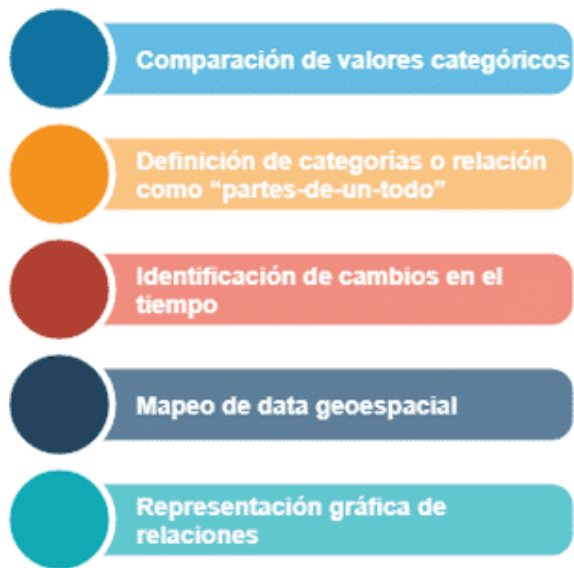 Comparación de valores categóricos
Definición de categorías o relación
como “partes-de-un-todo”
Identificación de cambios en el
tiempo
Mapeo de data geoespacial
Representación gráfica de
relaciones